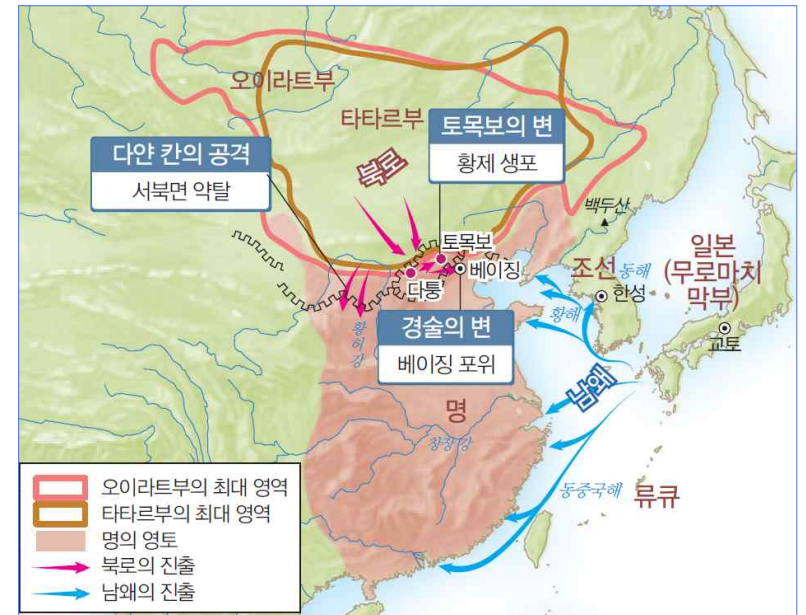 오이라트부
타타르부
다얀 칸의 공격
서북면 약탈
토목보의 변
황제 생포
북로
백두산
토목보
베이징
다퉁
조선
동해
한성
일본
(무로마치
막부)
교토
황해
황허강
경술의 변
베이징 포위
명
남왜
창장 강
동중국해
류큐
오이라트부의 최대 영역
타타르부의 최대 영역
명의 영토
북로의 진출
남왜의 진출